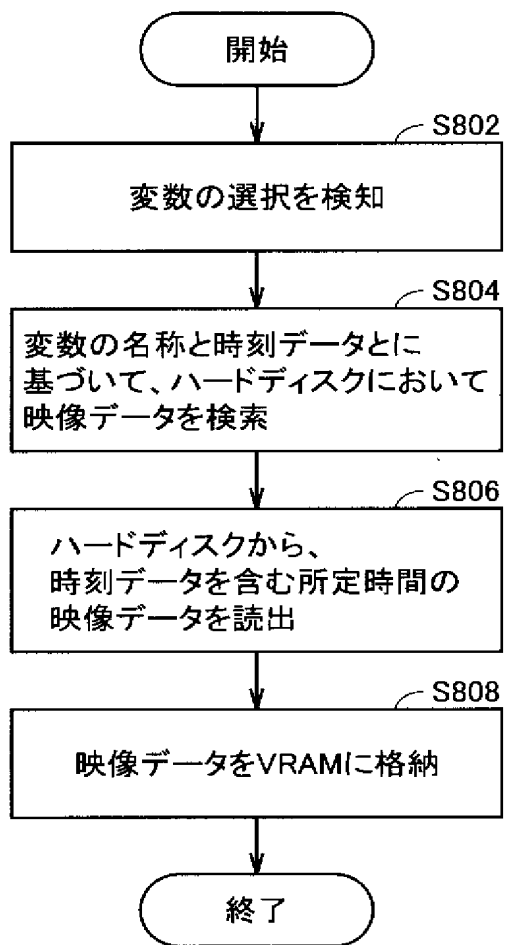 開始
S802
変数の選択を検知
S804
変数の名称と時刻データとに
基づいて、ハードディスクにおいて
映像データを検索
S806
ハードディスクから、
時刻データを含む所定時間の
映像データを読出
S808
映像データをVRAMに格納
終了